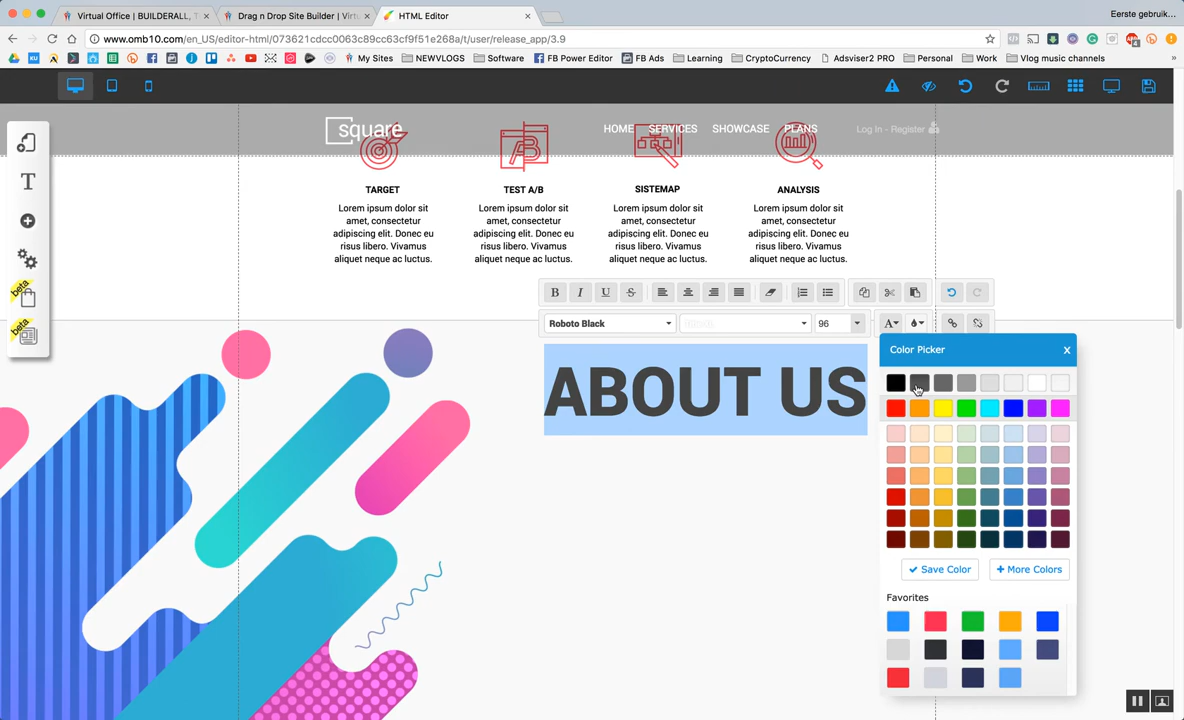 Virtual Office | BUILDERALL, T
Drag n Drop Site Builder | Virtu
HTML Editor
Eerste gebruik...
www.omb10.com/en_US/editor-html/073621cdcc0063c89cc63cf9f51e268a/t/user/release_app/3.9
My Sites
NEWVLOGS
Software
FB Power Editor
FB Ads
Learning
CryptoCurrency
Adsviser2 PRO
Personal
Work
Vlog music channels
square
HOME
SERVICES
SHOWCASE
PLANS
Log In - Register
TARGET
Lorem ipsum dolor sit
amet, consectetur
adipiscing elit. Donec eu
risus libero. Vivamus
aliquet neque ac luctus.
TEST A/B
Lorem ipsum dolor sit
amet, consectetur
adipiscing elit. Donec eu
risus libero. Vivamus
aliquet neque ac luctus.
SISTEMAP
Lorem ipsum dolor sit
amet, consectetur
adipiscing elit. Donec eu
risus libero. Vivamus
aliquet neque ac luctus.
ANALYSIS
Lorem ipsum dolor sit
amet, consectetur
adipiscing elit. Donec eu
risus libero. Vivamus
aliquet neque ac luctus.
beta
beta
B I U S
Roboto Black
96
A
ABOUT US
Color Picker
X
Save Color
More Colors
Favorites